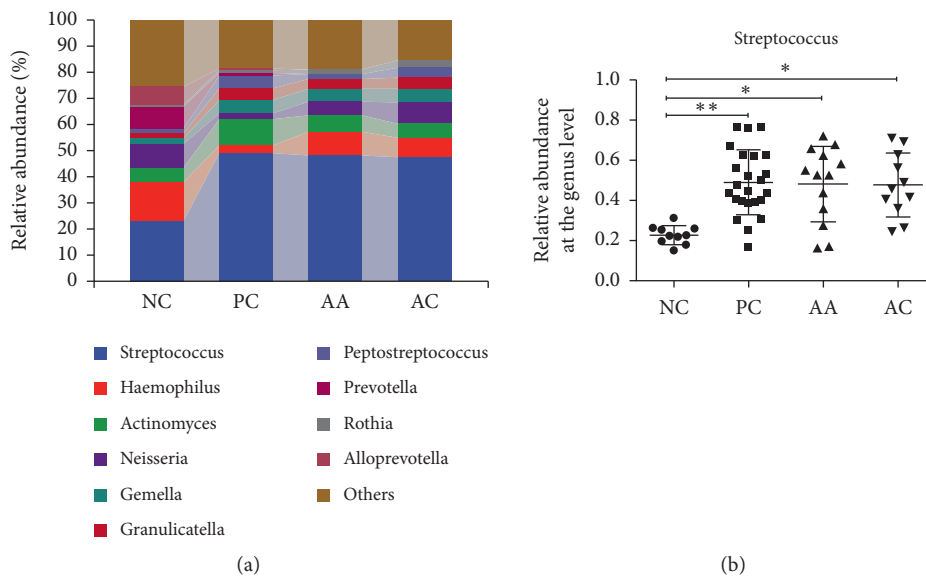 Relative abundance (%)
100
90
80
70
60
50
40
30
20
10
0
NC PC AA AC
Streptococcus
Haemophilus
Actinomyces
Neisseria
Gemella
Granulicatella
Peptostreptococcus
Prevotella
Rothia
Alloprevotella
Others
(a)
Streptococcus
Relative abundance
at the genus level
1.0
0.8
0.6
0.4
0.2
0.0
*
*
**
NC PC AA AC
(b)